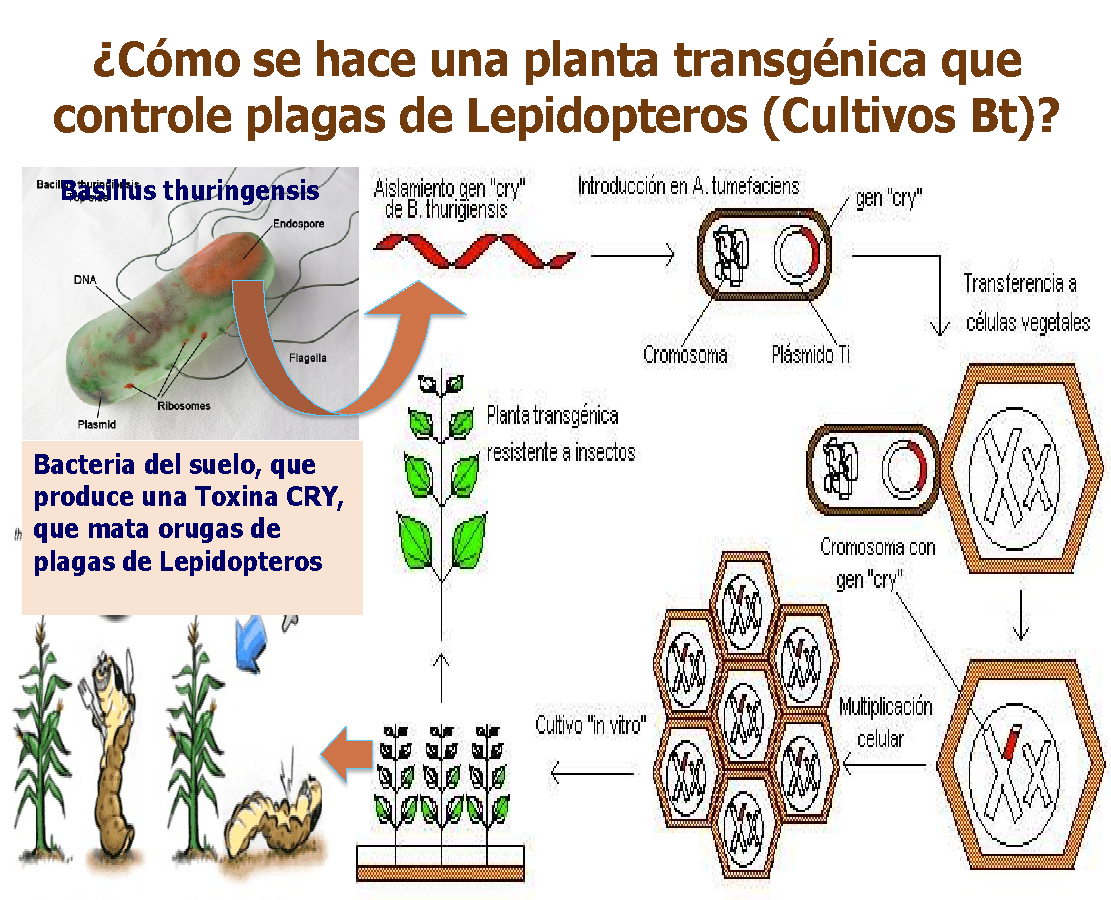 ¿Cómo se hace una planta transgénica que
controle plagas de Lepidopteros (Cultivos Bt)?
Basillus thuringensis
Endospore
DNA
Flagella
Ribosomes
Plasmid
Bacteria del suelo, que
produce una Toxina CRY,
que mata orugas de
plagas de Lepidopteros
Aislamiento gen "cry"
de B. thurigiensis
Introducción en A. tumefaciens
gen "cry"
Cromosoma
Plásmido Ti
Transferencia a
células vegetales
Cromosoma con
gen "cry"
Multiplicación
celular
Cultivo "in vitro"
Planta transgénica
resistente a insectos